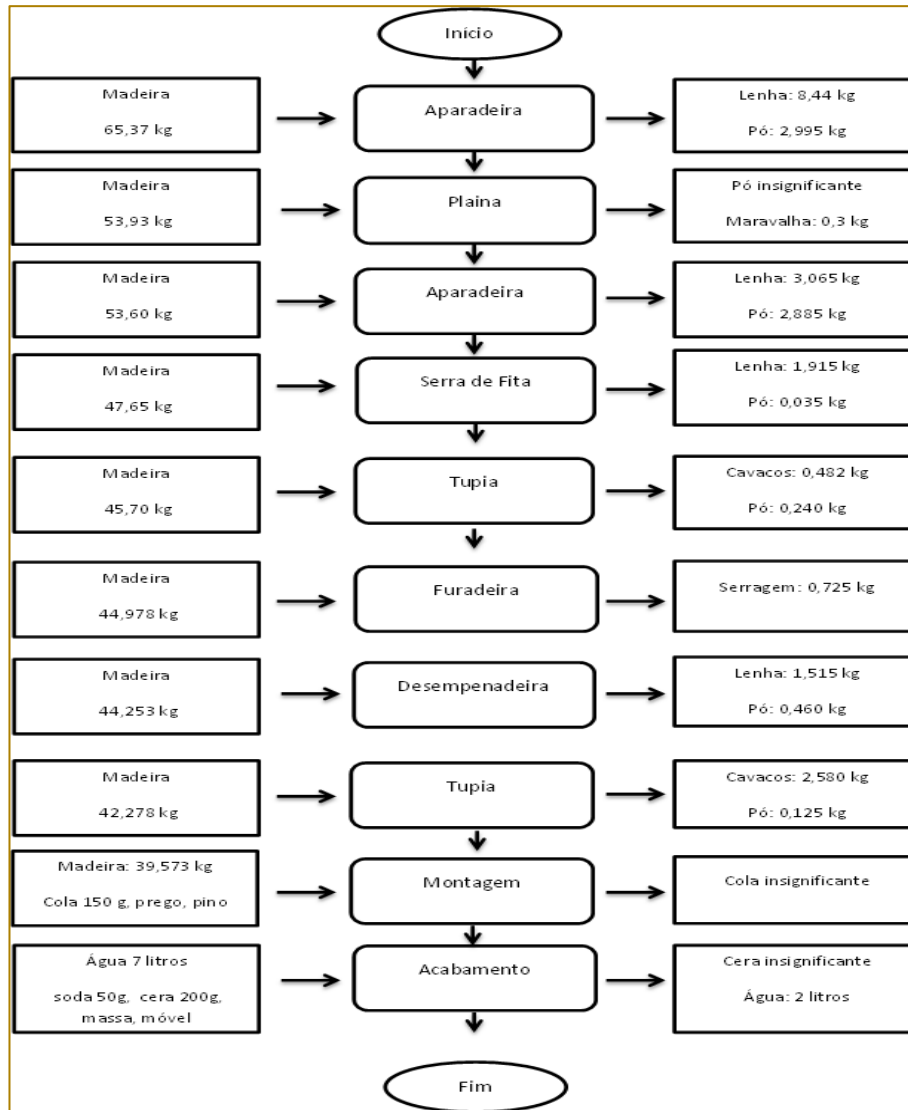 Início
Madeira
65,37 kg
Aparadeira
Lenha: 8,44 kg
Pó: 2,995 kg
Madeira
53,93 kg
Plaina
Pó insignificante
Maravalha: 0,3 kg
Madeira
53,60 kg
Aparadeira
Lenha: 3,065 kg
Pó: 2,885 kg
Madeira
47,65 kg
Serra de Fita
Lenha: 1,915 kg
Pó: 0,035 kg
Madeira
45,70 kg
Tupia
Cavacos: 0,482 kg
Pó: 0,240 kg
Madeira
44,978 kg
Furadeira
Serragem: 0,725 kg
Madeira
44,253 kg
Desempenadeira
Lenha: 1,515 kg
Pó: 0,460 kg
Madeira
42,278 kg
Tupia
Cavacos: 2,580 kg
Pó: 0,125 kg
Madeira: 39,573 kg
Cola 150 g, prego, pino
Montagem
Cola insignificante
Água 7 litros
soda 50g, cera 200g,
massa, móvel
Acabamento
Cera insignificante
Água: 2 litros
Fim